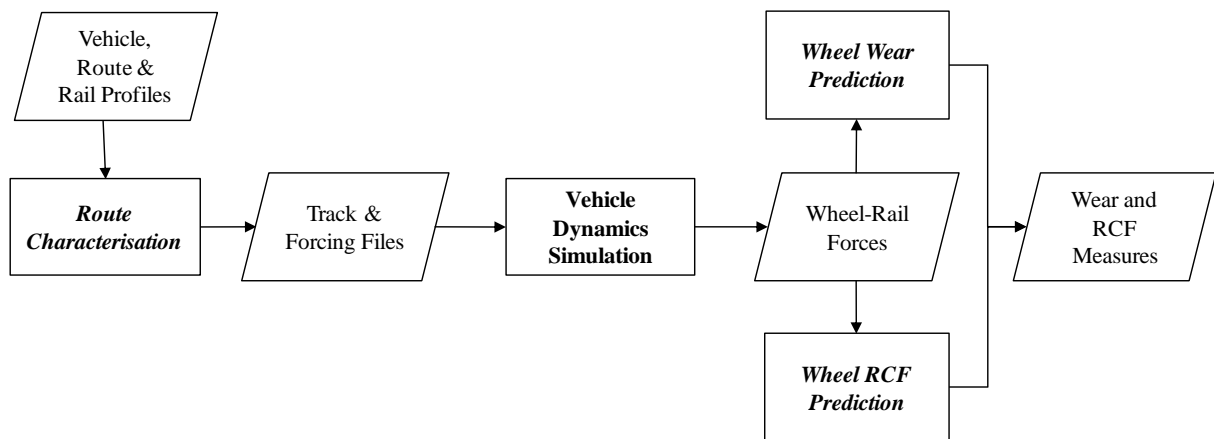 Vehicle,
Route &
Rail Profiles
Route
Characterisation
Track &
Forcing Files
Vehicle
Dynamics
Simulation
Wheel Wear
Prediction
Wheel-Rail
Forces
Wheel RCF
Prediction
Wear and
RCF
Measures